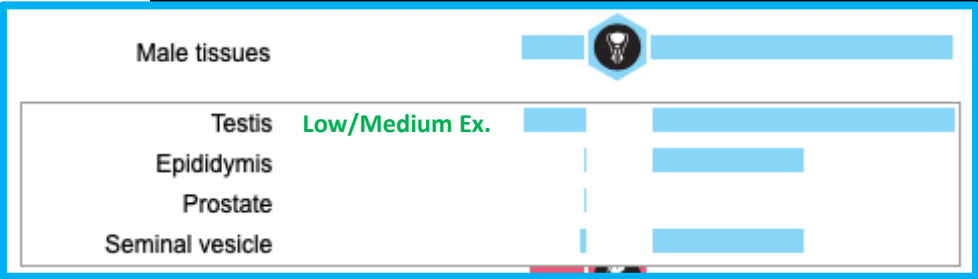 Male tissues
Testis Low/Medium Ex.
Epididymis
Prostate
Seminal vesicle